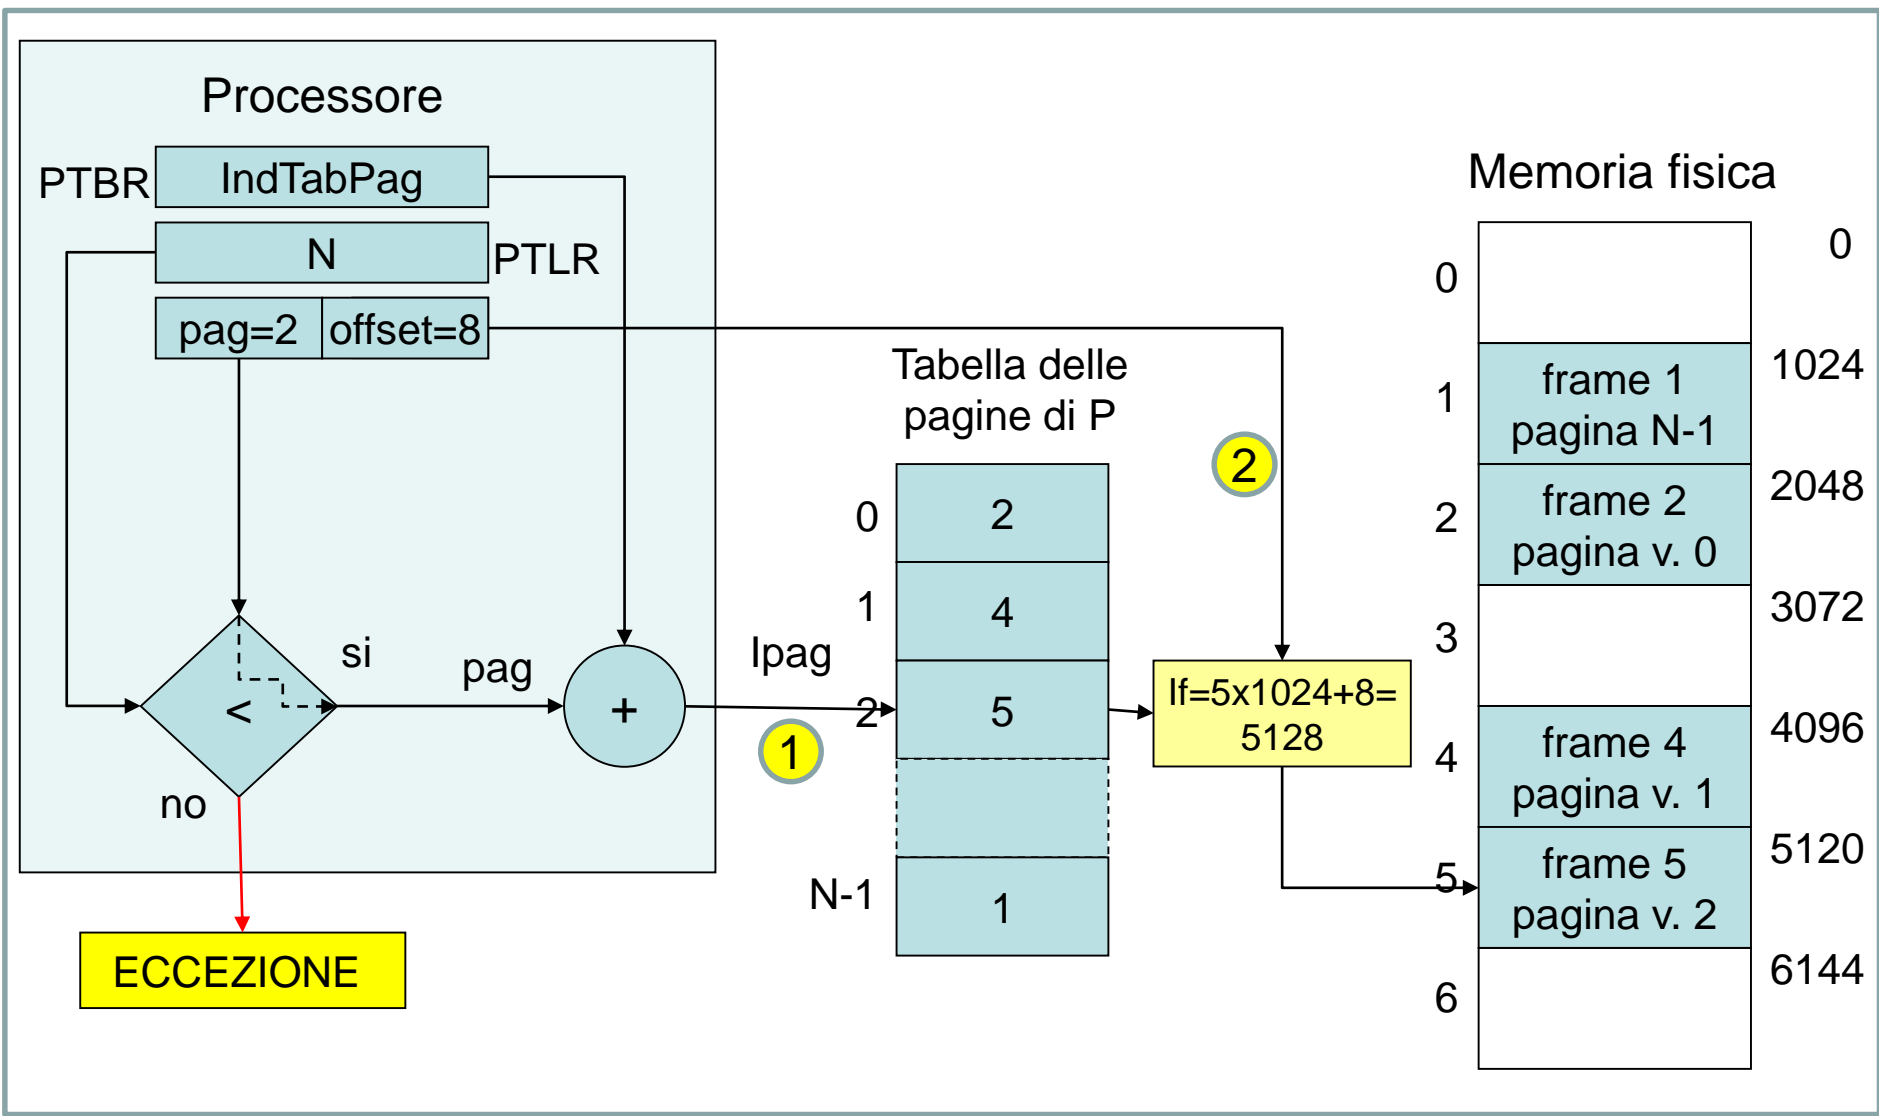 Processore
PTBR
IndTabPag
N
PTLR
pag=2
offset=8
<
si
no
pag
+
ECCEZIONE
Ipag
1
Tabella delle
pagine di P
0
2
1
4
2
5
N-1
1
2
If=5x1024+8=
5128
Memoria fisica
0
0
1
frame 1
pagina N-1
1024
2
frame 2
pagina v. 0
2048
3
3072
4
frame 4
pagina v. 1
4096
5
frame 5
pagina v. 2
5120
6
6144